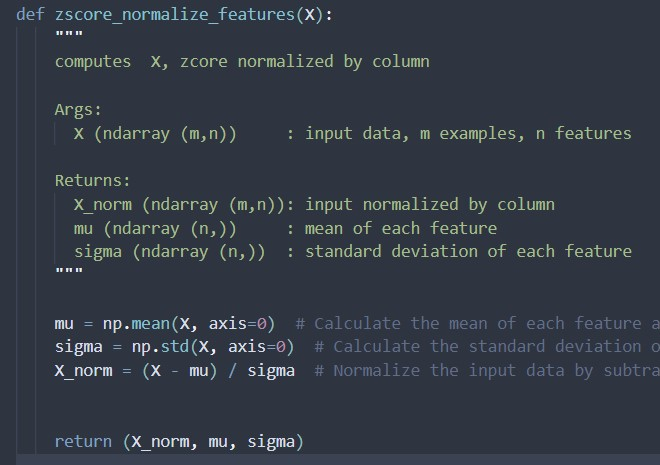 def zscore_normalize_features(X):
"""
computes  X, zcore normalized by column
Args:
X (ndarray (m,n))     : input data, m examples, n features
Returns:
X_norm (ndarray (m,n)): input normalized by column
mu (ndarray (n,))     : mean of each feature
sigma (ndarray (n,))  : standard deviation of each feature
"""
mu = np.mean(X, axis=0)  # Calculate the mean of each feature a
sigma = np.std(X, axis=0)  # Calculate the standard deviation o
X_norm = (X - mu) / sigma  # Normalize the input data by subtra
return (X_norm, mu, sigma)